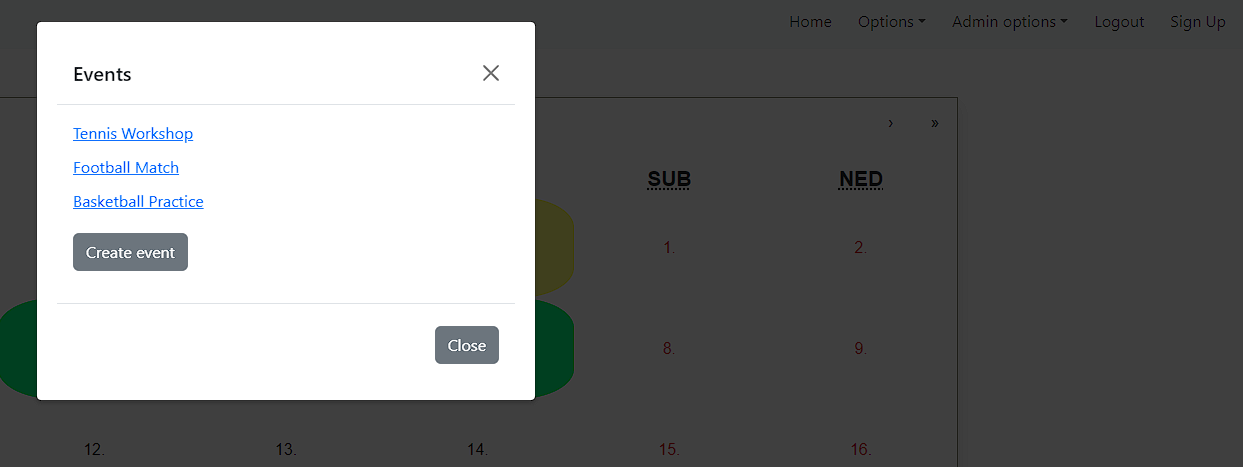 Home Options Admin options Logout Sign Up
Events
Tennis Workshop
Football Match
Basketball Practice
Create event
Close
› »
SUB NED
1. 2.
8. 9.
12. 13. 14. 15. 16.